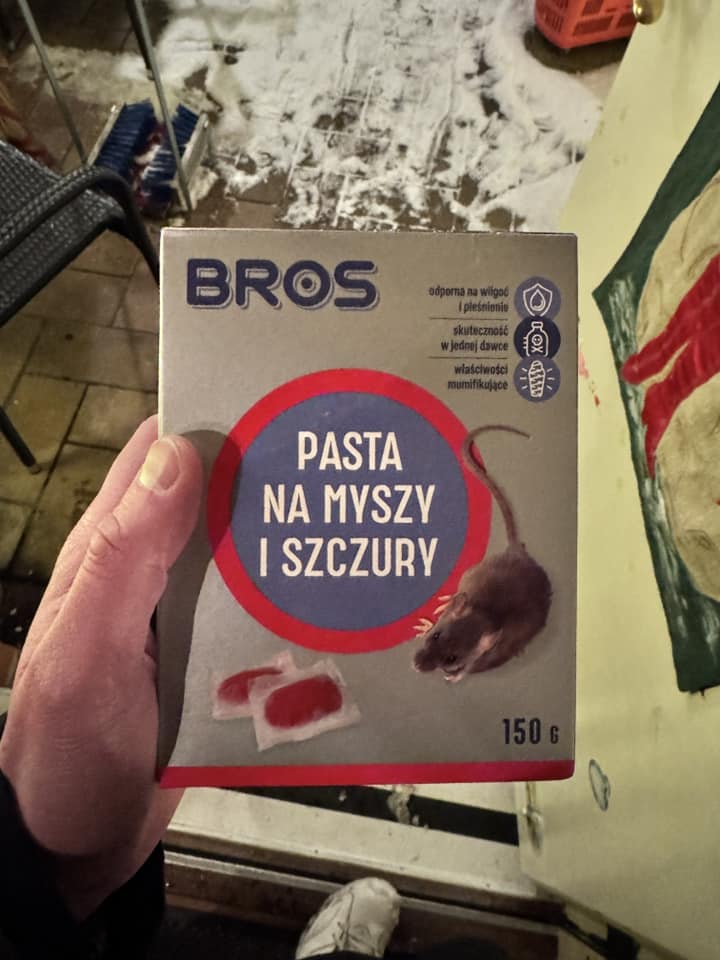 BROS
odporna na wilgoć
i pleśnienie
skuteczność
w jednej dawce
właściwości
mumifikujące
PASTA
NA MYSZY
I SZCZURY
150 G